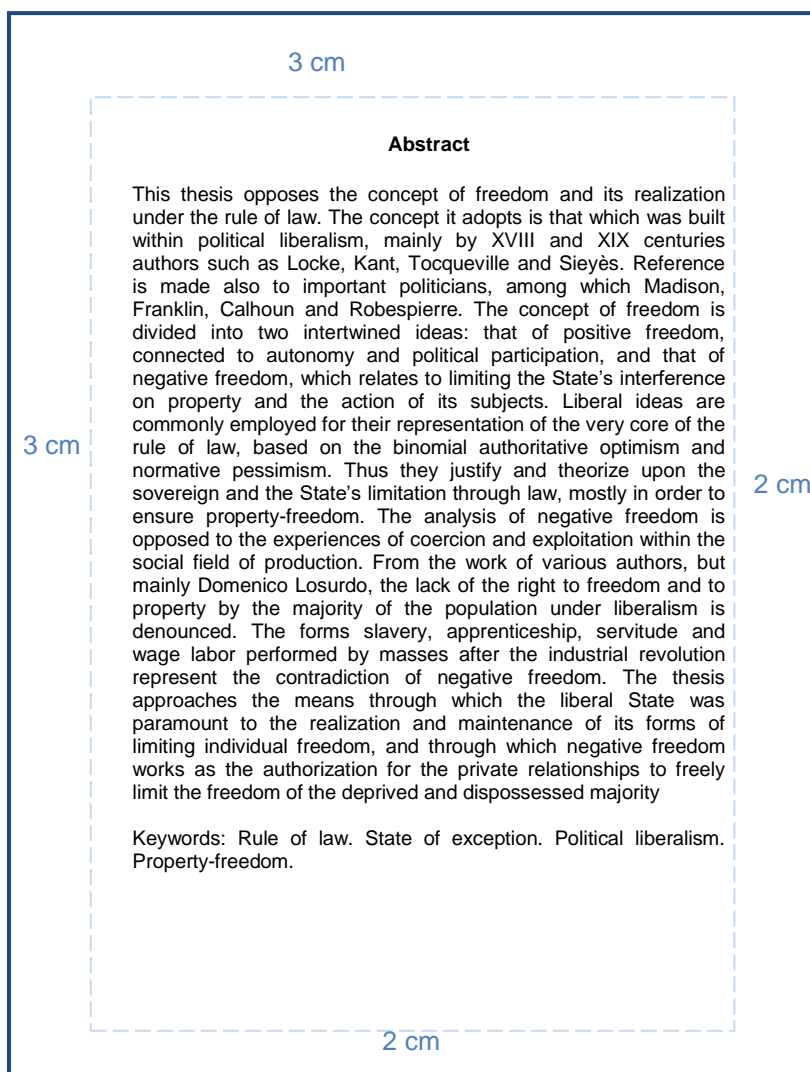 3 cm
Abstract
This thesis opposes the concept of freedom and its realization
under the rule of law. The concept it adopts is that which was built
within political liberalism, mainly by XVIII and XIX centuries
authors such as Locke, Kant, Tocqueville and Sieyès. Reference
is made also to important politicians, among which Madison,
Franklin, Calhoun and Robespierre. The concept of freedom is
divided into two intertwined ideas: that of positive freedom,
connected to autonomy and political participation, and that of
negative freedom, which relates to limiting the State's interference
on property and the action of its subjects. Liberal ideas are
commonly employed for their representation of the very core of the
rule of law, based on the binomial authoritative optimism and
normative pessimism. Thus they justify and theorize upon the
sovereign and the State's limitation through law, mostly in order to
ensure property-freedom. The analysis of negative freedom is
opposed to the experiences of coercion and exploitation within the
social field of production. From the work of various authors, but
mainly Domenico Losurdo, the lack of the right to freedom and to
property by the majority of the population under liberalism is
denounced. The forms slavery, apprenticeship, servitude and
wage labor performed by masses after the industrial revolution
represent the contradiction of negative freedom. The thesis
approaches the means through which the liberal State was
paramount to the realization and maintenance of its forms of
limiting individual freedom, and through which negative freedom
works as the authorization for the private relationships to freely
limit the freedom of the deprived and dispossessed majority
Keywords: Rule of law. State of exception. Political liberalism.
Property-freedom.
3 cm
2 cm
2 cm